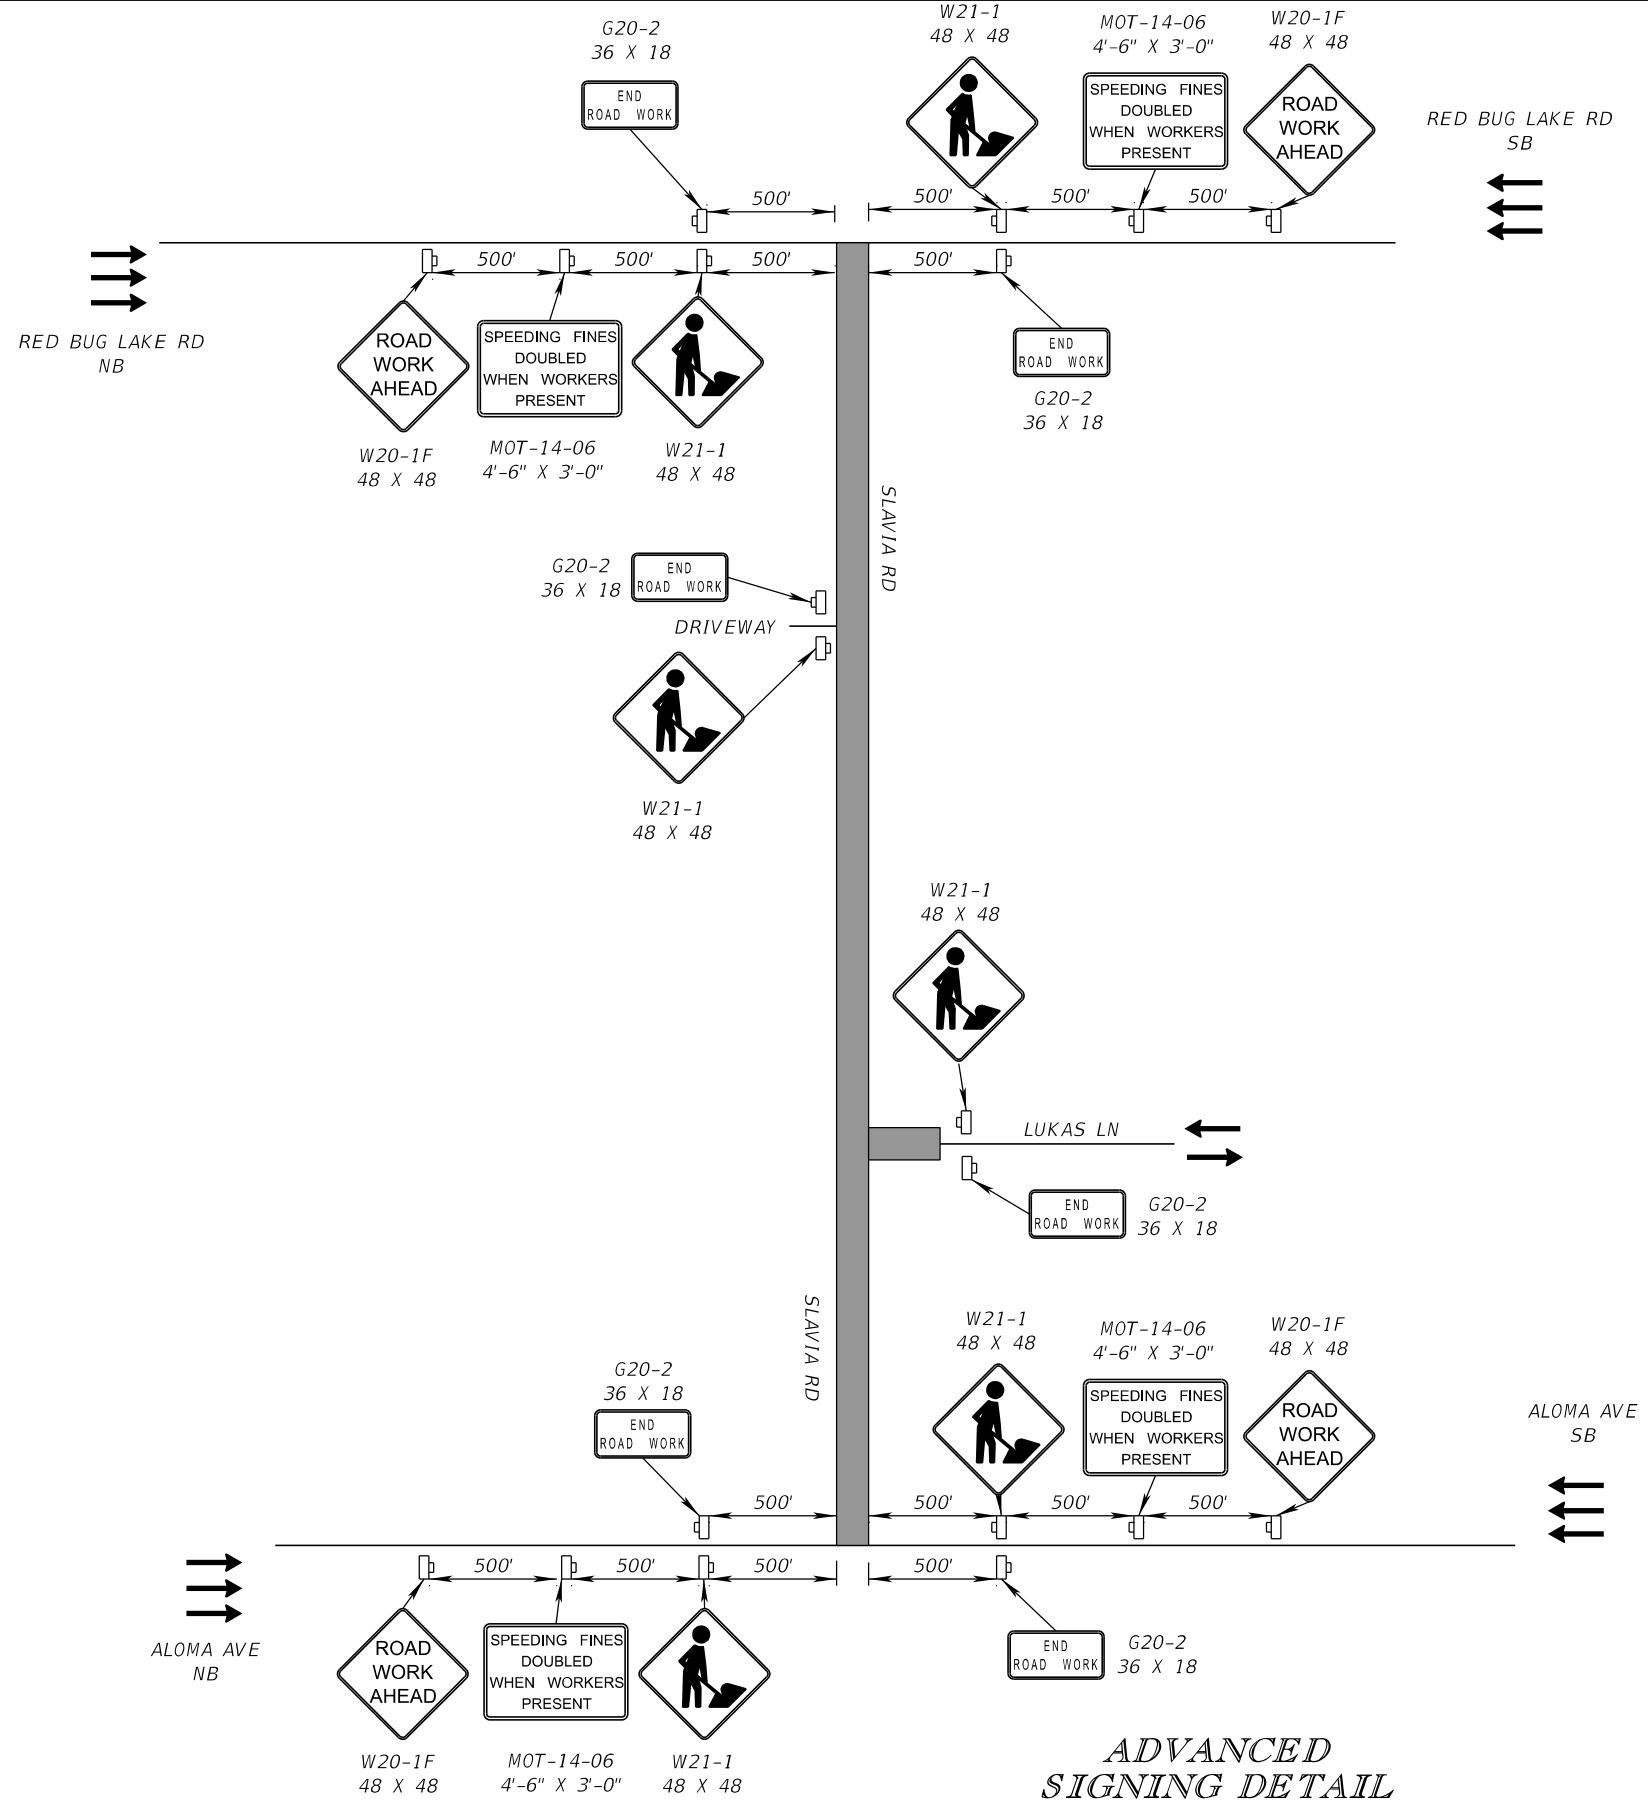 G20-2
36 X 18
END
ROAD WORK
W21-1
48 X 48
MOT-14-06
4'-6" X 3'-0"
SPEEDING FINES
DOUBLED
WHEN WORKERS
PRESENT
W20-1F
48 X 48
ROAD
WORK
AHEAD
RED BUG LAKE RD
SB
500'
500'
500'
500'
500'
500'
500'
500'
RED BUG LAKE RD
NB
ROAD
WORK
AHEAD
W20-1F
48 X 48
SPEEDING FINES
DOUBLED
WHEN WORKERS
PRESENT
MOT-14-06
4'-6" X 3'-0"
W21-1
48 X 48
END
ROAD WORK
G20-2
36 X 18
SLAVIA RD
G20-2
36 X 18
END
ROAD WORK
DRIVEWAY
W21-1
48 X 48
W21-1
48 X 48
LUKAS LN
END
ROAD WORK
G20-2
36 X 18
SLAVIA RD
G20-2
36 X 18
END
ROAD WORK
W21-1
48 X 48
MOT-14-06
4'-6" X 3'-0"
SPEEDING FINES
DOUBLED
WHEN WORKERS
PRESENT
W20-1F
48 X 48
ROAD
WORK
AHEAD
ALOMA AVE
SB
500'
500'
500'
500'
500'
500'
500'
500'
ALOMA AVE
NB
ROAD
WORK
AHEAD
W20-1F
48 X 48
SPEEDING FINES
DOUBLED
WHEN WORKERS
PRESENT
MOT-14-06
4'-6" X 3'-0"
W21-1
48 X 48
END
ROAD WORK
G20-2
36 X 18
ADVANCED
SIGNING DETAIL